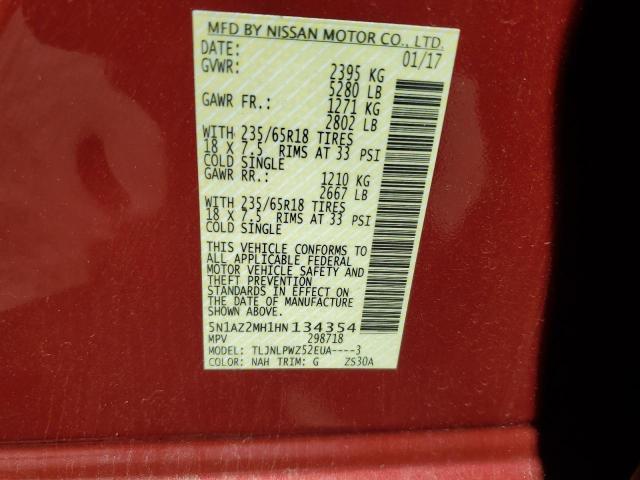 MFD BY NISSAN MOTOR CO., LTD.
DATE: 01/17
GVWR: 2395 KG
5280 LB
GAWR FR.: 1271 KG
2802 LB
WITH 235/65R18 TIRES
18 X 7.5 RIMS AT 33 PSI
COLD SINGLE
GAWR RR.: 1210 KG
2667 LB
WITH 235/65R18 TIRES
18 X 7.5 RIMS AT 33 PSI
COLD SINGLE
THIS VEHICLE CONFORMS TO
ALL APPLICABLE FEDERAL
MOTOR VEHICLE SAFETY AND
THEFT PREVENTION
STANDARDS IN EFFECT ON
THE DATE OF MANUFACTURE
SHOWN ABOVE.
5N1AZ2MH1HN134354
MPV 298718
MODEL: TLJNLPWZ52EUA----3
COLOR: NAH TRIM: G ZS30A